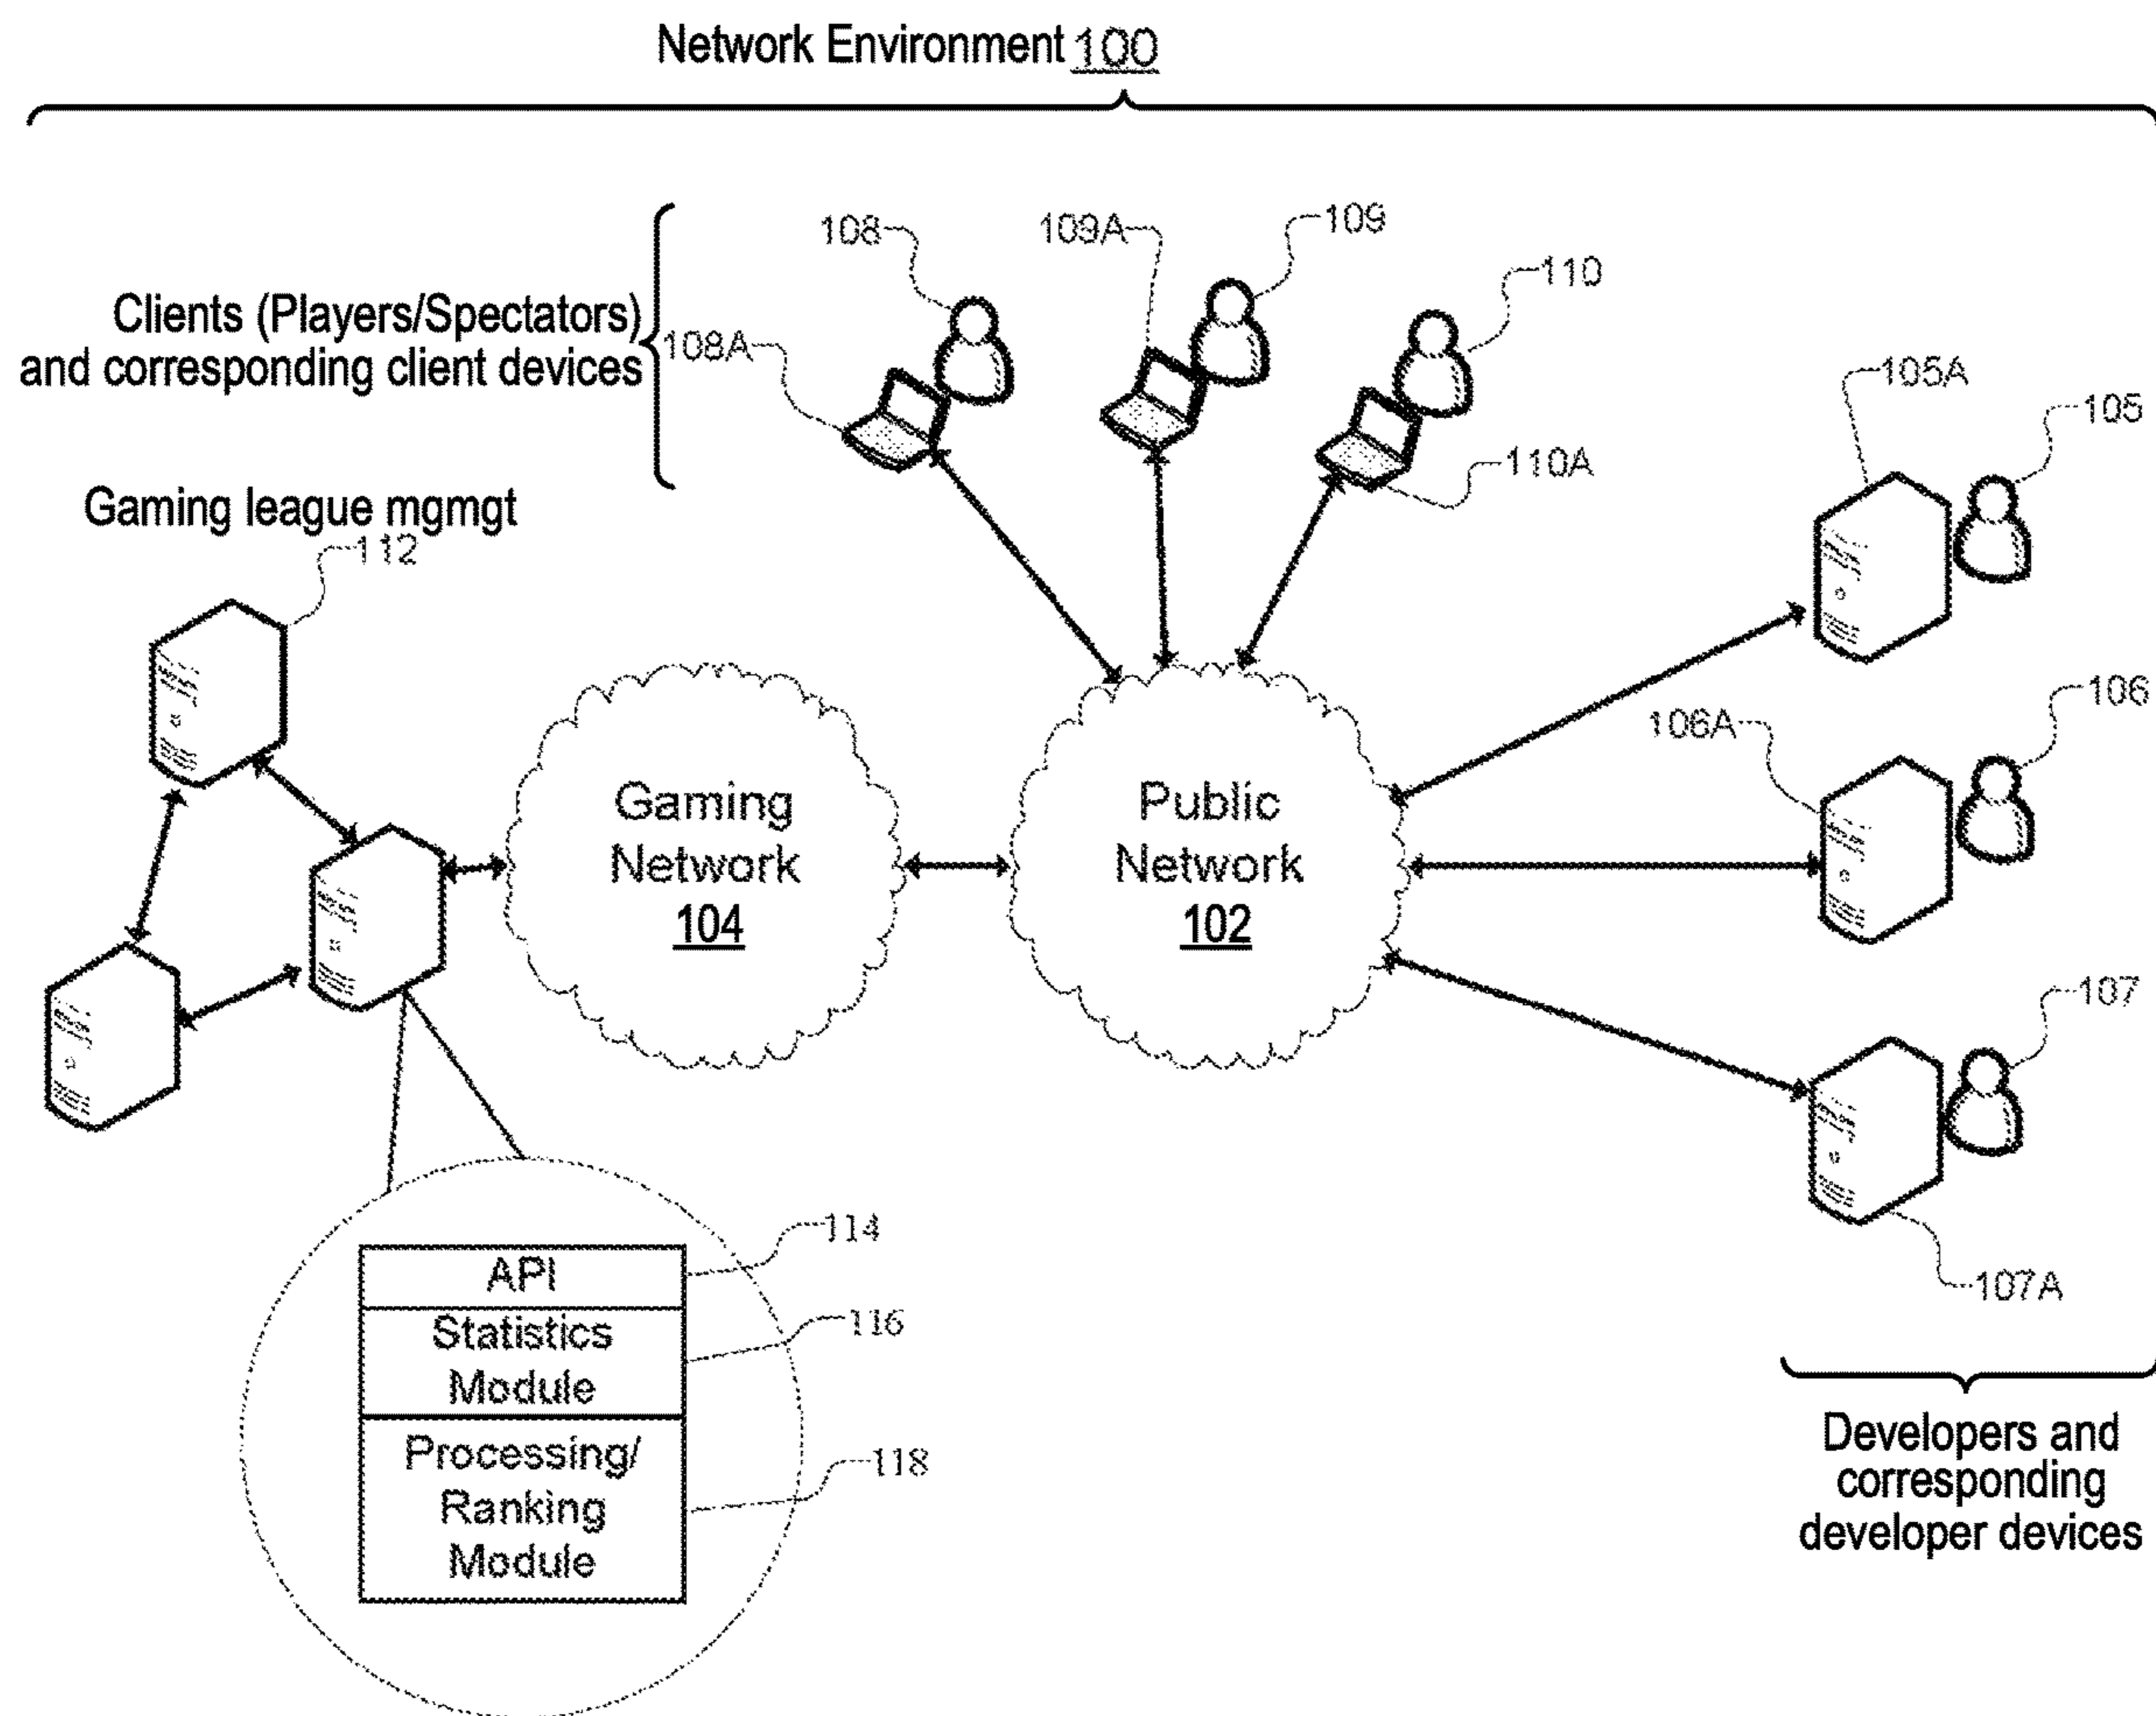 Network Environment 100
108
109A
109
110
Clients (Players/Spectators)
and corresponding client devices
108A
105A
105
110A
Gaming league mgmgt
112
106
106A
Gaming
Network
104
Public
Network
102
107
114
API
107A
116
Statistics
Module
118
Processing/
Ranking
Module
Developers and
corresponding
developer devices